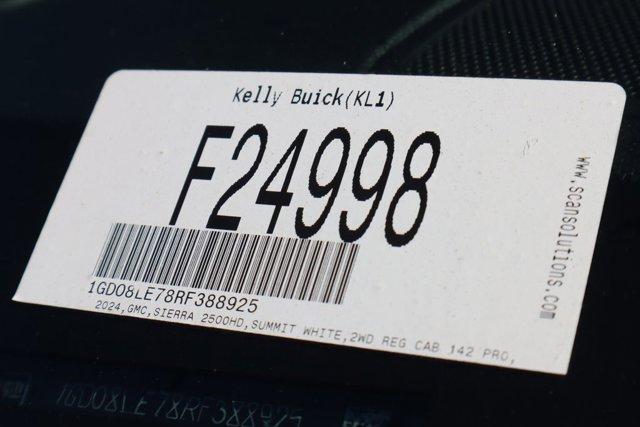 Kelly Buick(KL1)
F24998
www.scansolutions.com
1GD08LE78RF388925
2024,GMC,SIERRA 2500HD,SUMMIT WHITE,2WD REG CAB 142 PRO,
1GD08LE78RF388925